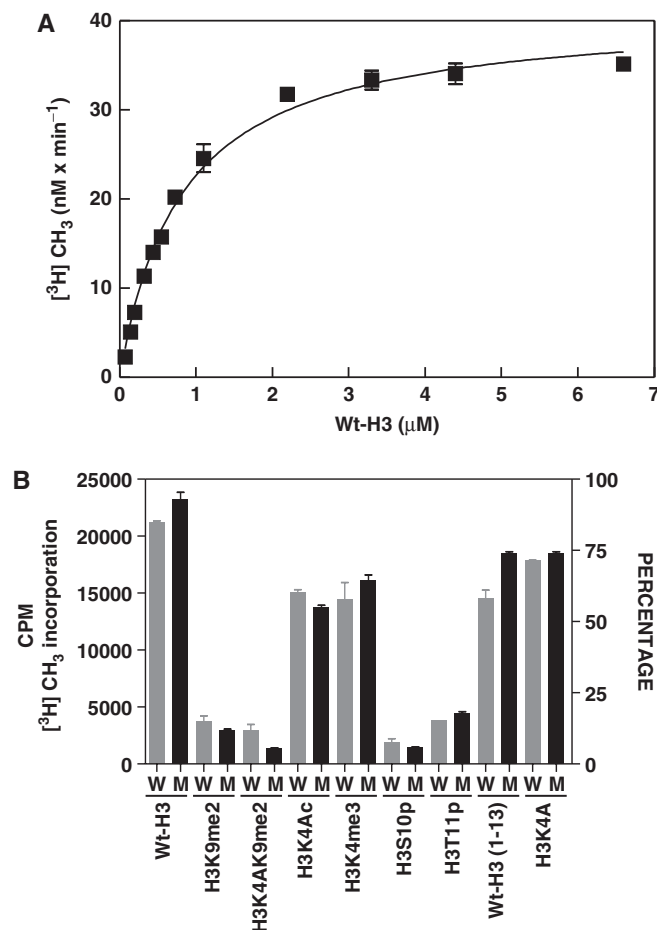 A
[³H] CH₃ (nM x min⁻¹)
40
30
20
10
0
0 1 2 3 4 5 6 7
Wt-H3 (μM)
B
CPM
[³H] CH₃ incorporation
25000
20000
15000
10000
5000
0
100
75
50
25
0
PERCENTAGE
W M W M W M W M W M W M W M W M W M
Wt-H3
H3K9me2
H3K4AK9me2
H3K4Ac
H3K4me3
H3S10p
H3T11p
Wt-H3 (1-13)
H3K4A